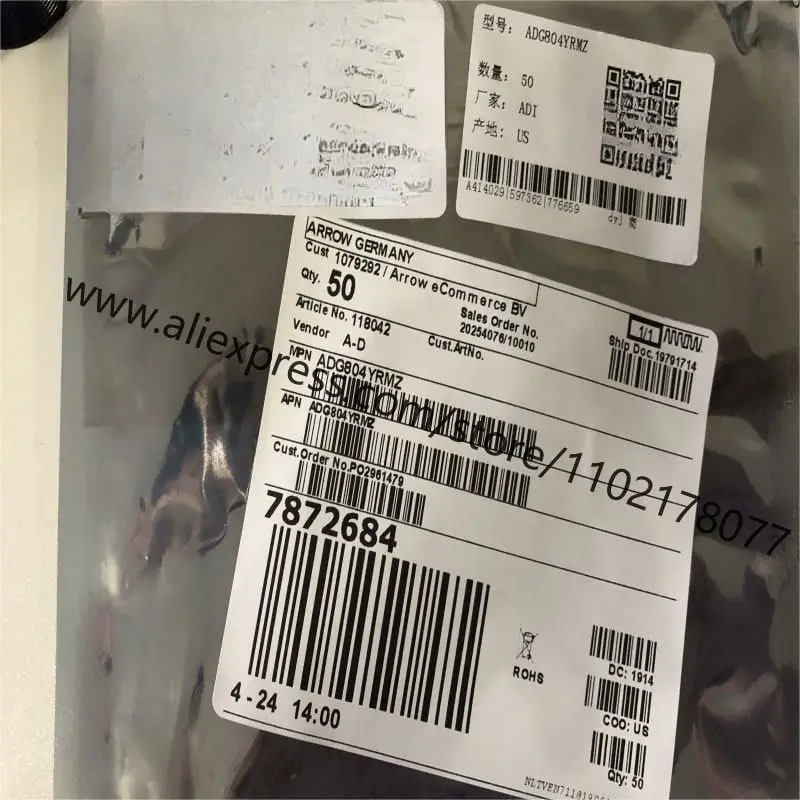 型号: ADG804YRMZ
数量: 50
厂家: ADI
产地: US
A414029|597362|776659
dyj 商
ARROW GERMANY
Cust 1079292 / Arrow eCommerce BV
Qty. 50
Sales Order No.
20254076/10010
1/1 ARROW.
Ship Doc. 19791714
Article No. 118042
Cust.ArtNo.
Vendor A-D
MPN ADG804YRMZ
APN ADG804YRMZ
Cust.Order No.PO2961479
7872684
4-24 14:00
ROHS
DC: 1914
COO: US
Qty: 50
www.aliexpress.com/store/1102178077